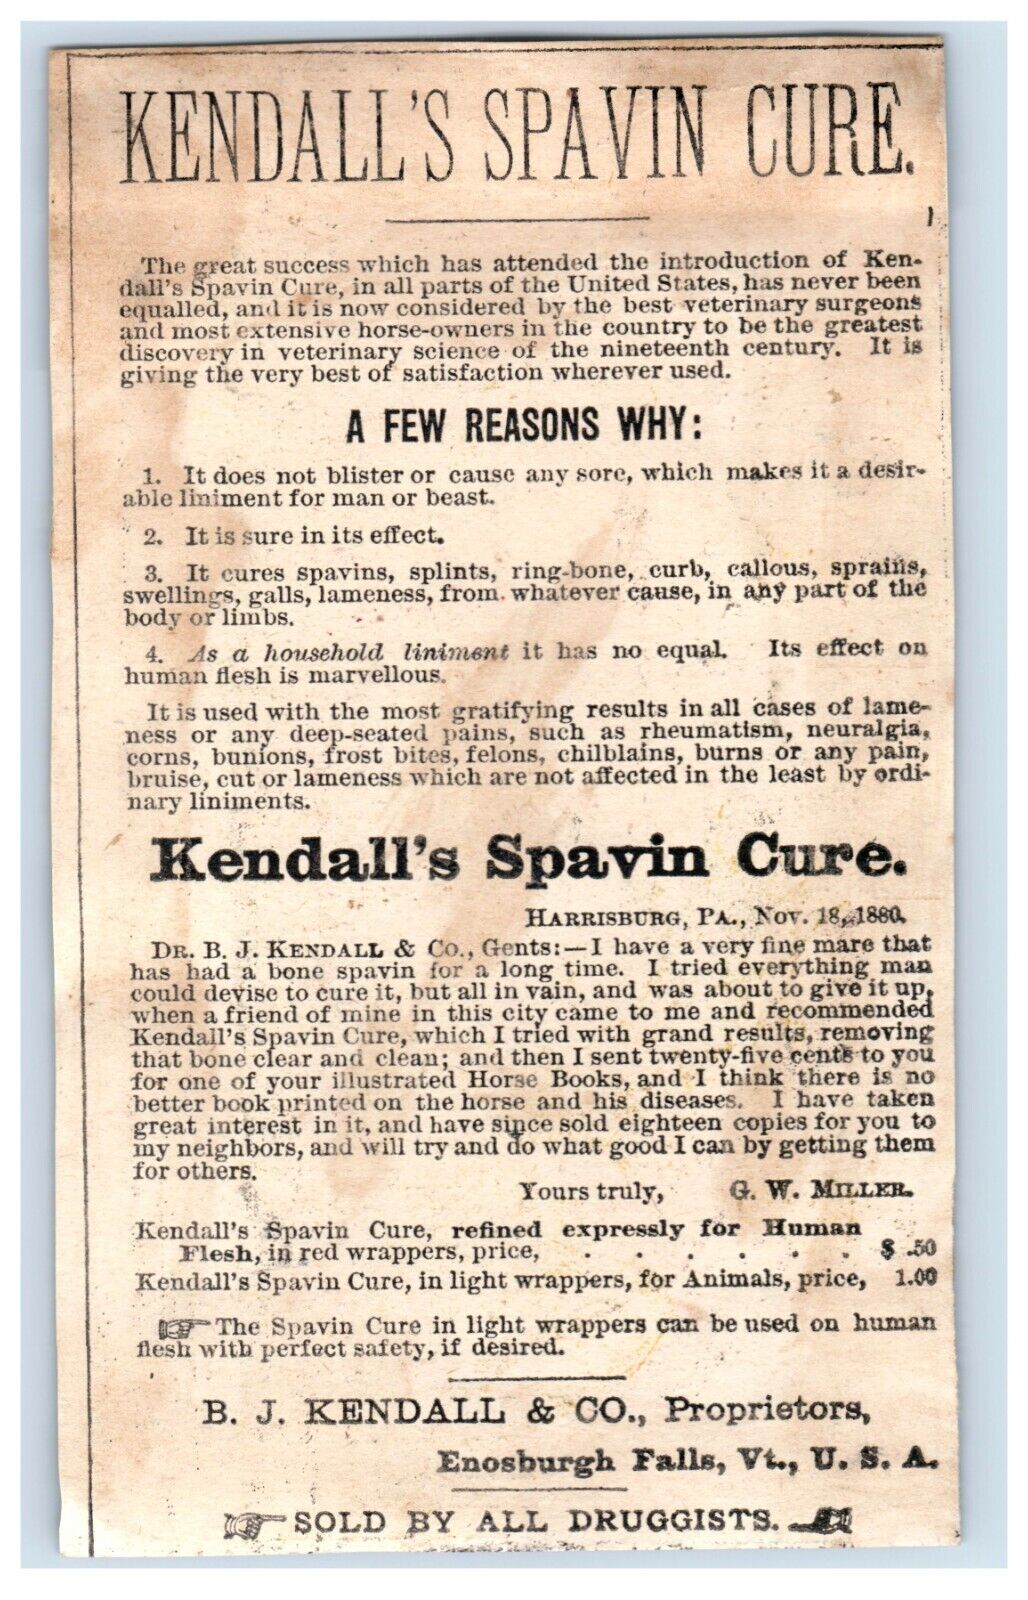 KENDALL'S SPAVIN CURE.
The great success which has attended the introduction of Ken-
dall's Spavin Cure, in all parts of the United States, has never been
equalled, and it is now considered by the best veterinary surgeons
and most extensive horse-owners in the country to be the greatest
discovery in veterinary science of the nineteenth century. It is
giving the very best of satisfaction wherever used.
A FEW REASONS WHY:
1. It does not blister or cause any sore, which makes it a desir-
able liniment for man or beast.
2. It is sure in its effect.
3. It cures spavins, splints, ring-bone, curb, callous, sprains,
swellings, galls, lameness, from whatever cause, in any part of the
body or limbs.
4. As a household liniment it has no equal. Its effect on
human flesh is marvellous.
It is used with the most gratifying results in all cases of lame-
ness or any deep-seated pains, such as rheumatism, neuralgia,
corns, bunions, frost bites, felons, chilblains, burns or any pain,
bruise, cut or lameness which are not affected in the least by ordi-
nary liniments.
Kendall's Spavin Cure.
HARRISBURG, PA., Nov. 18, 1880.
DR. B. J. KENDALL & Co., Gents:—I have a very fine mare that
has had a bone spavin for a long time. I tried everything man
could devise to cure it, but all in vain, and was about to give it up,
when a friend of mine in this city came to me and recommended
Kendall's Spavin Cure, which I tried with grand results, removing
that bone clear and clean; and then I sent twenty-five cents to you
for one of your illustrated Horse Books, and I think there is no
better book printed on the horse and his diseases. I have taken
great interest in it, and have since sold eighteen copies for you to
my neighbors, and will try and do what good I can by getting them
for others.
Yours truly, G. W. MILLER.
Kendall's Spavin Cure, refined expressly for Human
Flesh, in red wrappers, price, . . . . . . $ .50
Kendall's Spavin Cure, in light wrappers, for Animals, price, 1.00
☞The Spavin Cure in light wrappers can be used on human
flesh with perfect safety, if desired.
B. J. KENDALL & CO., Proprietors,
Enosburgh Falls, Vt., U. S. A.
☞SOLD BY ALL DRUGGISTS.☜